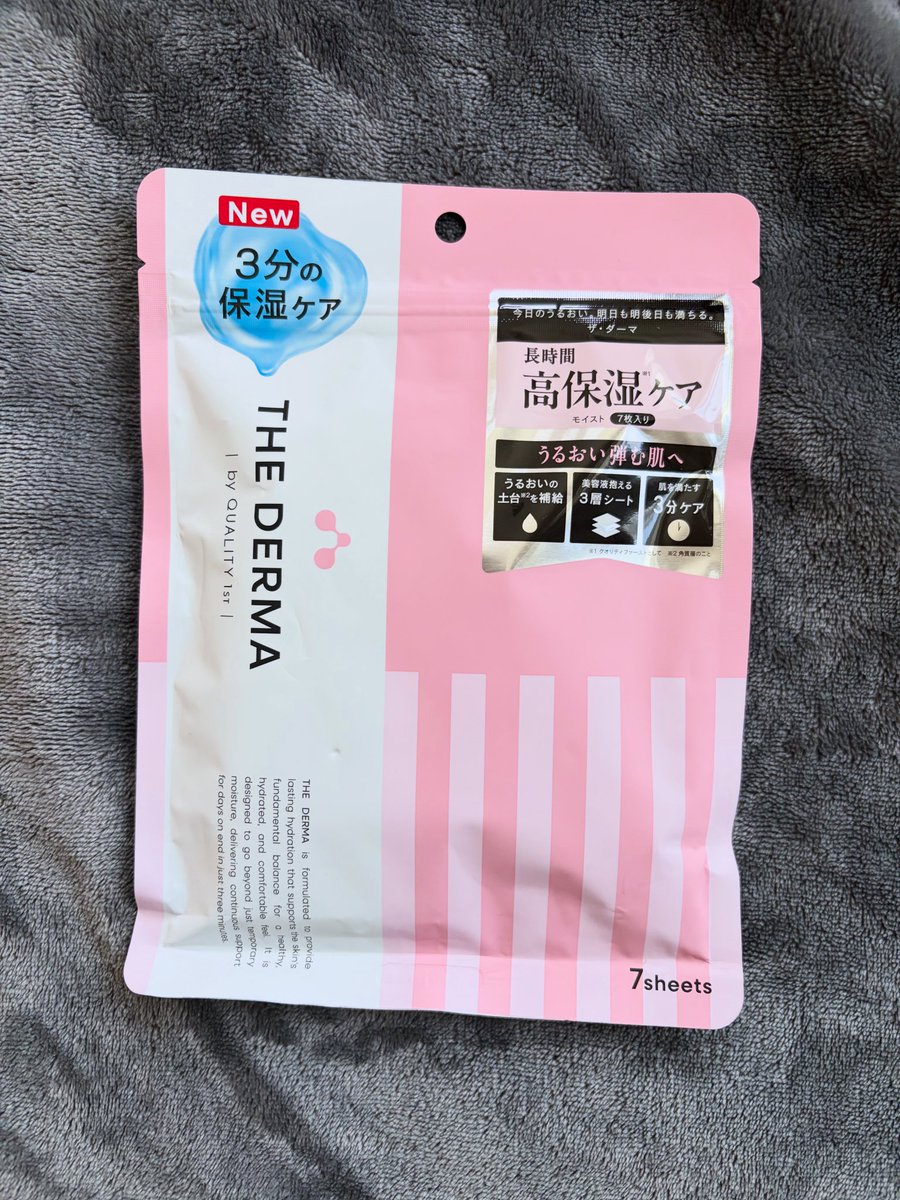 New
3分の
保湿ケア
THE DERMA
| by QUALITY 1ST |
THE DERMA is formulated to provide
lasting hydration that supports the skin's
fundamental balance for a healthy,
hydrated, and comfortable feel. It is
designed to go beyond just temporary
moisture, delivering continuous support
for days on end in just three minutes.
今日のうるおい。明日も明後日も満ちる。
ザ・ダーマ
長時間
高保湿ケア※1
モイスト 7枚入り
うるおい弾む肌へ
うるおいの
土台※2を補給
美容液抱える
3層シート
肌を満たす
3分ケア
※1 クオリティファーストとして ※2 角質層のこと
7sheets